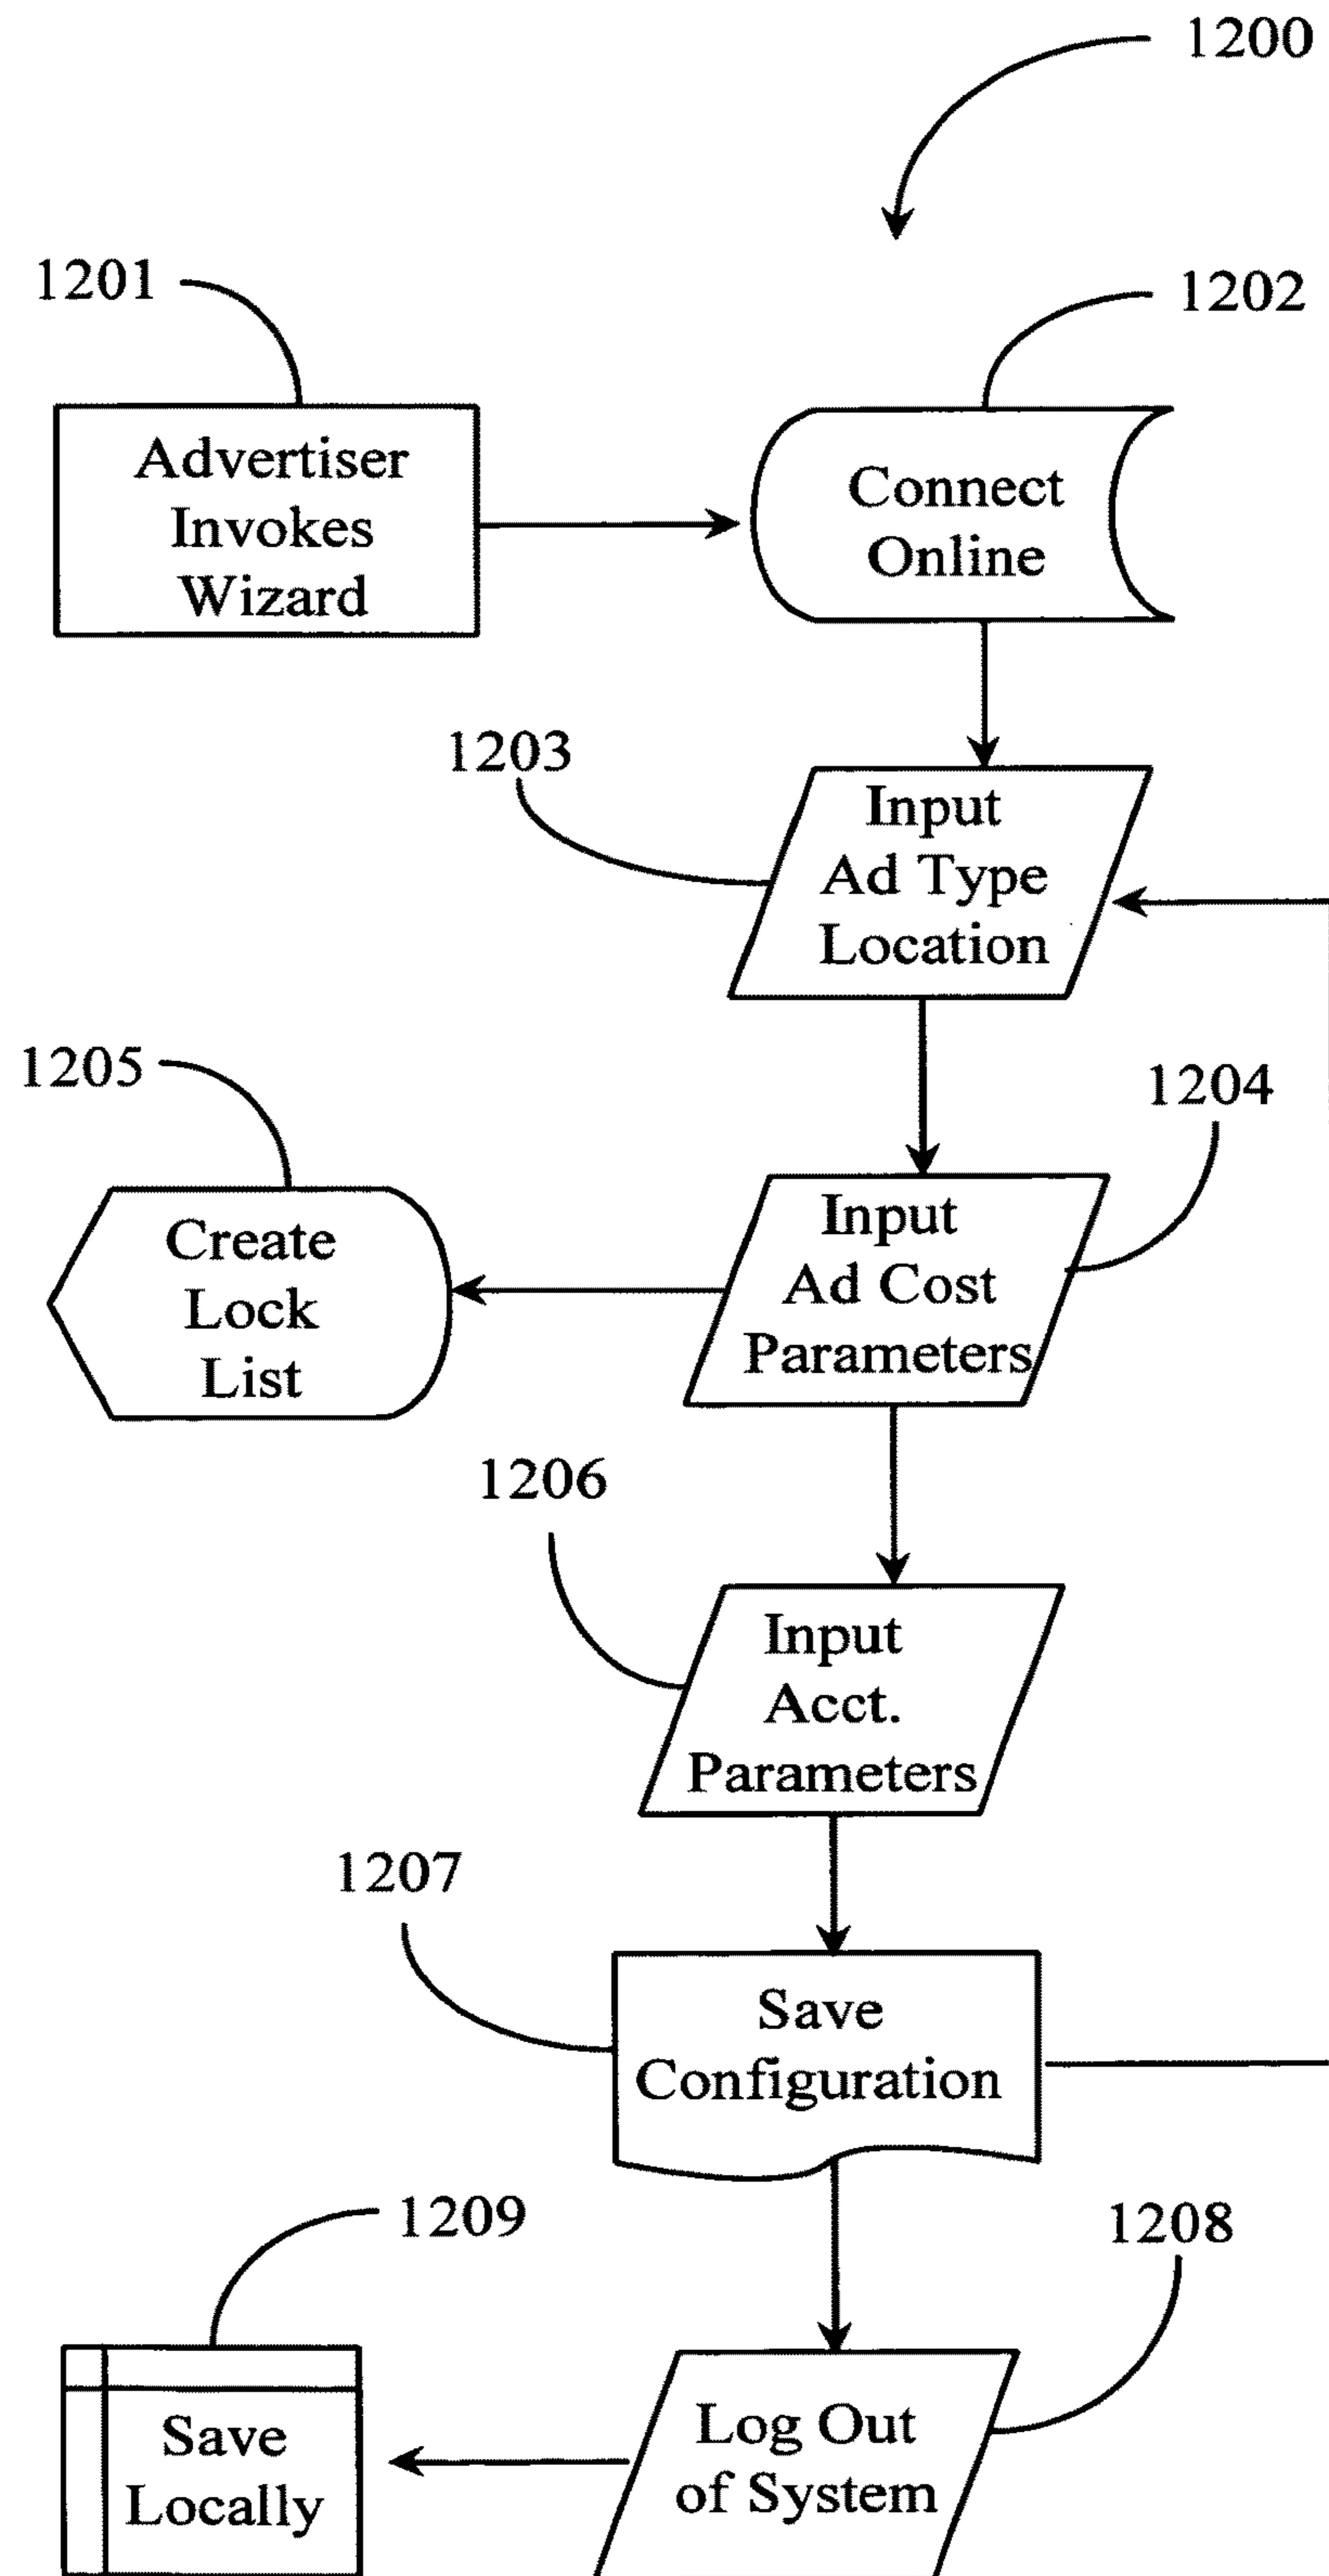 1200
1201
1202
Advertiser
Invokes
Wizard
Connect
Online
1203
Input
Ad Type
Location
1205
1204
Create
Lock
List
Input
Ad Cost
Parameters
1206
Input
Acct.
Parameters
1207
Save
Configuration
1209
1208
Save
Locally
Log Out
of System